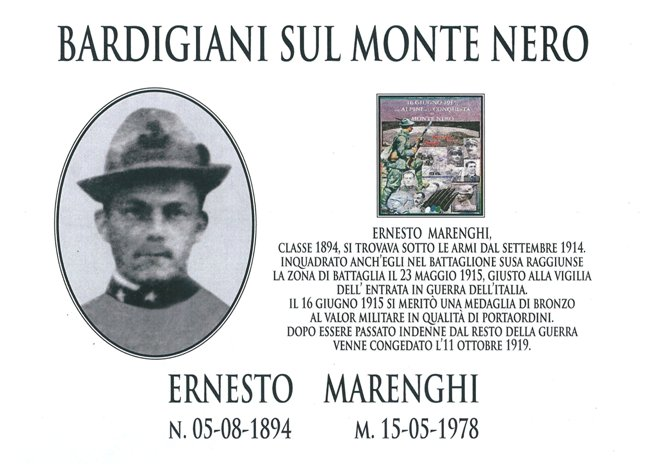 BARDIGIANI SUL MONTE NERO
16 GIUGNO 1915
ALPINI ALLA CONQUISTA
MONTE NERO
ERNESTO MARENGHI,
CLASSE 1894, SI TROVAVA SOTTO LE ARMI DAL SETTEMBRE 1914.
INQUADRATO ANCH'EGLI NEL BATTAGLIONE SUSA RAGGIUNSE
LA ZONA DI BATTAGLIA IL 23 MAGGIO 1915, GIUSTO ALLA VIGILIA
DELL' ENTRATA IN GUERRA DELL'ITALIA.
IL 16 GIUGNO 1915 SI MERITÒ UNA MEDAGLIA DI BRONZO
AL VALOR MILITARE IN QUALITÀ DI PORTAORDINI.
DOPO ESSERE PASSATO INDENNE DAL RESTO DELLA GUERRA
VENNE CONGEDATO L'11 OTTOBRE 1919.
ERNESTO MARENGHI
N. 05-08-1894 M. 15-05-1978